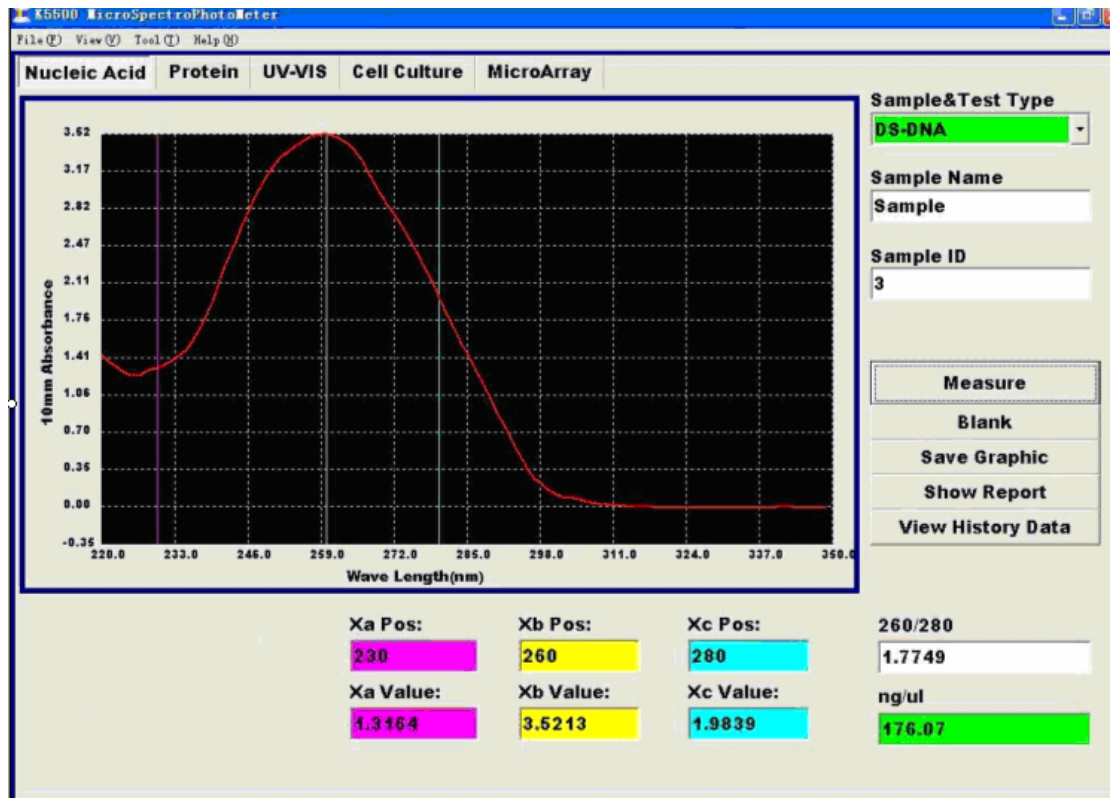 K5500 MicroSpectroPhotoMeter
File(F) View(V) Tool(T) Help(H)
Nucleic Acid Protein UV-VIS Cell Culture MicroArray
Sample&Test Type
DS-DNA
Sample Name
Sample
Sample ID
3
Measure
Blank
Save Graphic
Show Report
View History Data
10mm Absorbance
3.52
3.17
2.82
2.47
2.11
1.76
1.41
1.06
0.70
0.35
0.00
-0.35
220.0 233.0 246.0 259.0 272.0 285.0 298.0 311.0 324.0 337.0 350.0
Wave Length(nm)
Xa Pos: Xb Pos: Xc Pos: 260/280
230 260 280 1.7749
Xa Value: Xb Value: Xc Value: ng/ul
1.3164 3.5213 1.9839 176.07